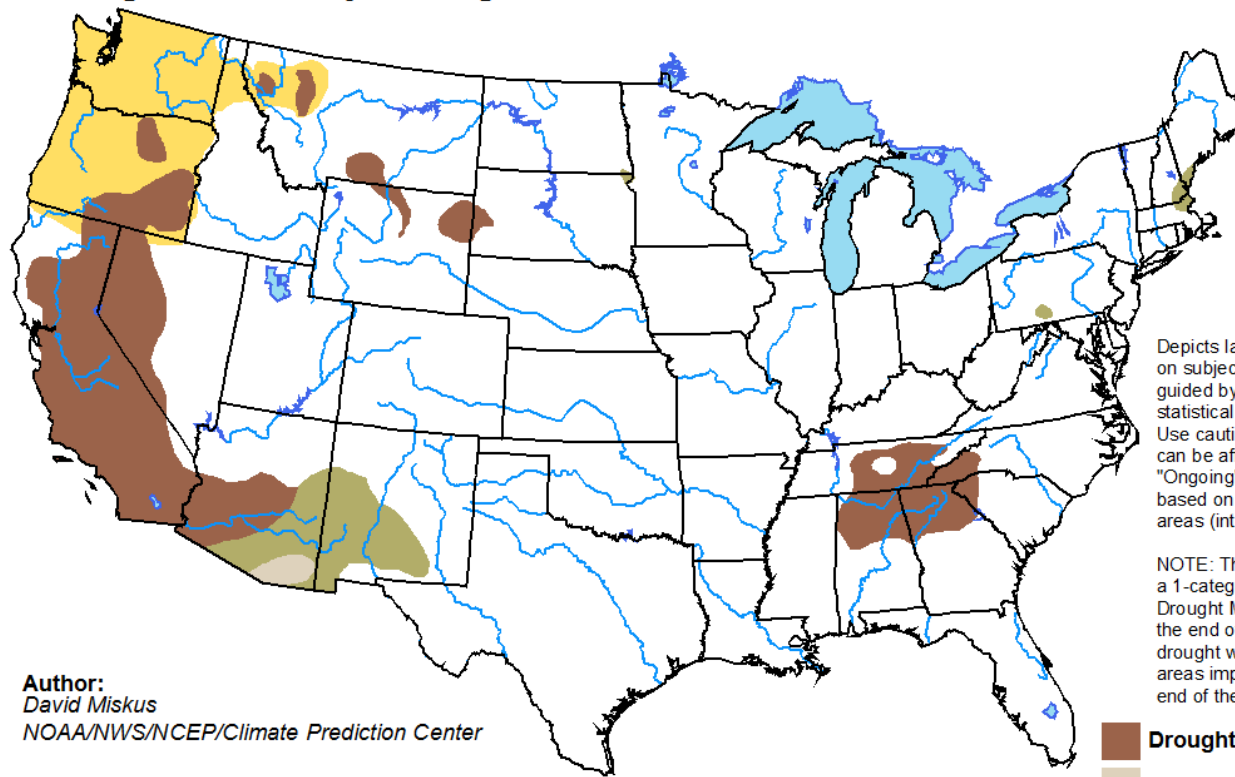 Author:
David Miskus
NOAA/NWS/NCEP/Climate Prediction Center
Depicts la
on subjec
guided by
statistical
Use cauti
can be af
"Ongoing"
based on
areas (int
NOTE: Th
a 1-categ
Drought M
the end o
drought w
areas imp
end of the
Drought